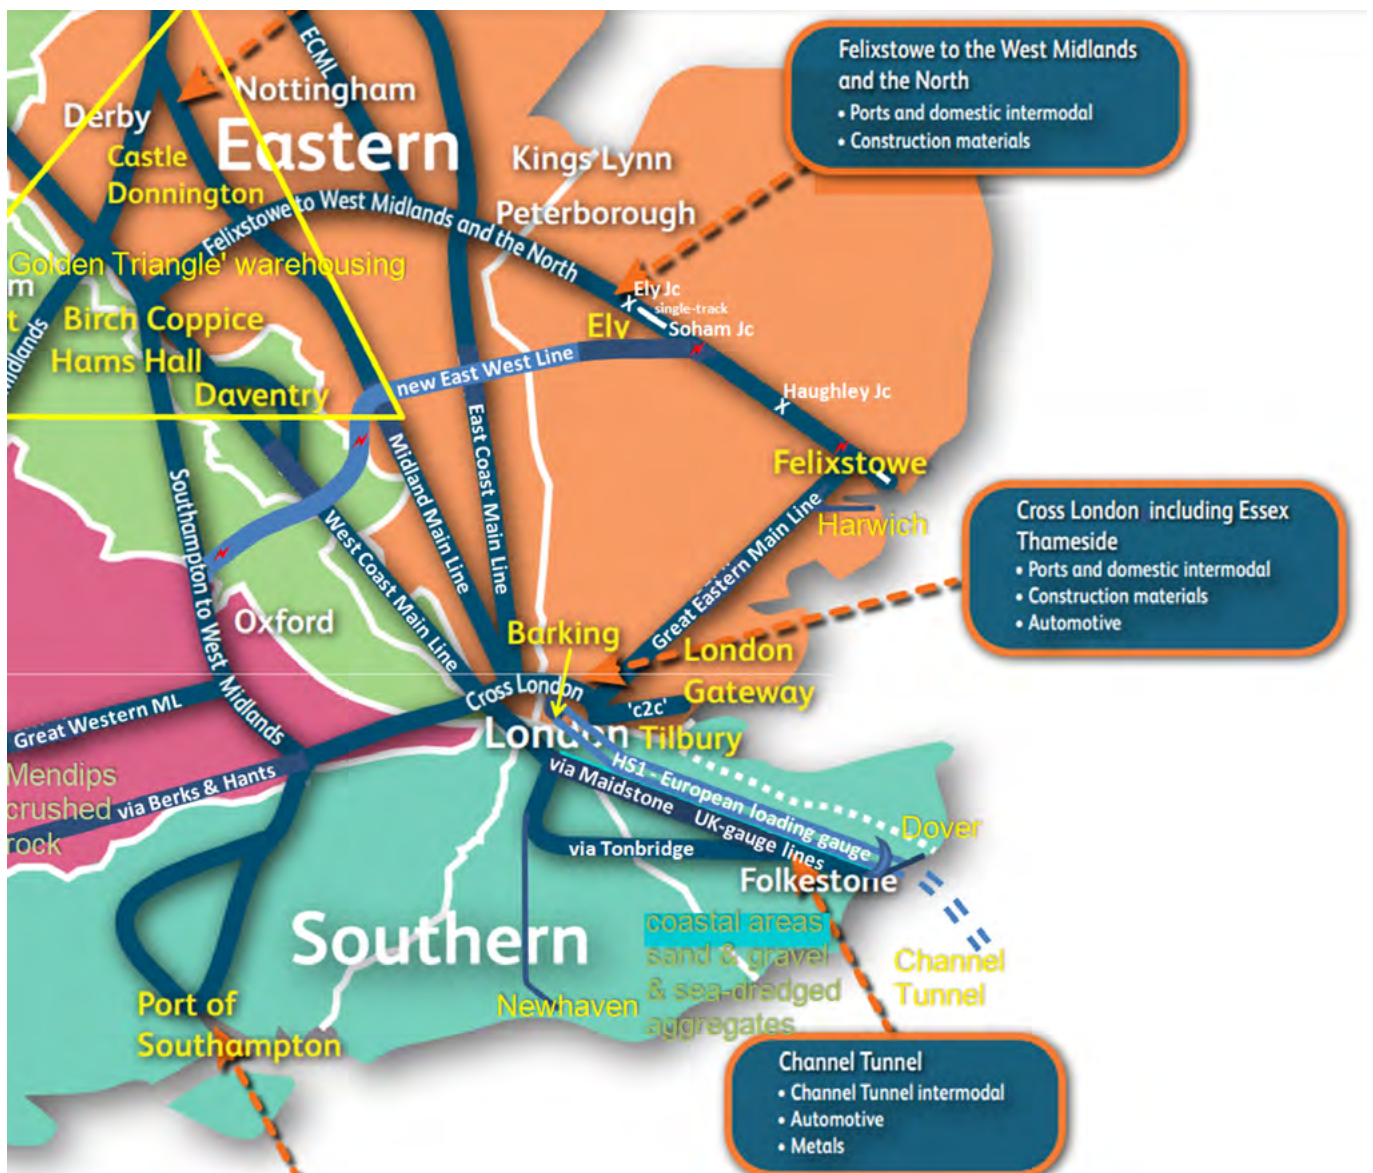 ECML
Nottingham
Derby
Eastern
Castle
Donnington
Kings Lynn
Peterborough
Felixstowe to West Midlands and the North
'Golden Triangle' warehousing
m
t
Midlands
Birch Coppice
Hams Hall
Daventry
Ely Jc
single-track
Soham Jc
Ely
new East West Line
Haughley Jc
Felixstowe
Harwich
Felixstowe to the West Midlands
and the North
• Ports and domestic intermodal
• Construction materials
Southampton to West Midlands
West Coast Main Line
Midland Main Line
East Coast Main Line
Great Eastern Main Line
Cross London including Essex
Thameside
• Ports and domestic intermodal
• Construction materials
• Automotive
Oxford
Barking
London
Gateway
Cross London
'c2c'
London
Tilbury
Great Western ML
Mendips
crushed
rock
via Berks & Hants
HS1 - European loading gauge
via Maidstone UK-gauge lines
via Tonbridge
Dover
Folkestone
Southern
coastal areas
sand & gravel
& sea-dredged
aggregates
Channel
Tunnel
Newhaven
Port of
Southampton
Channel Tunnel
• Channel Tunnel intermodal
• Automotive
• Metals